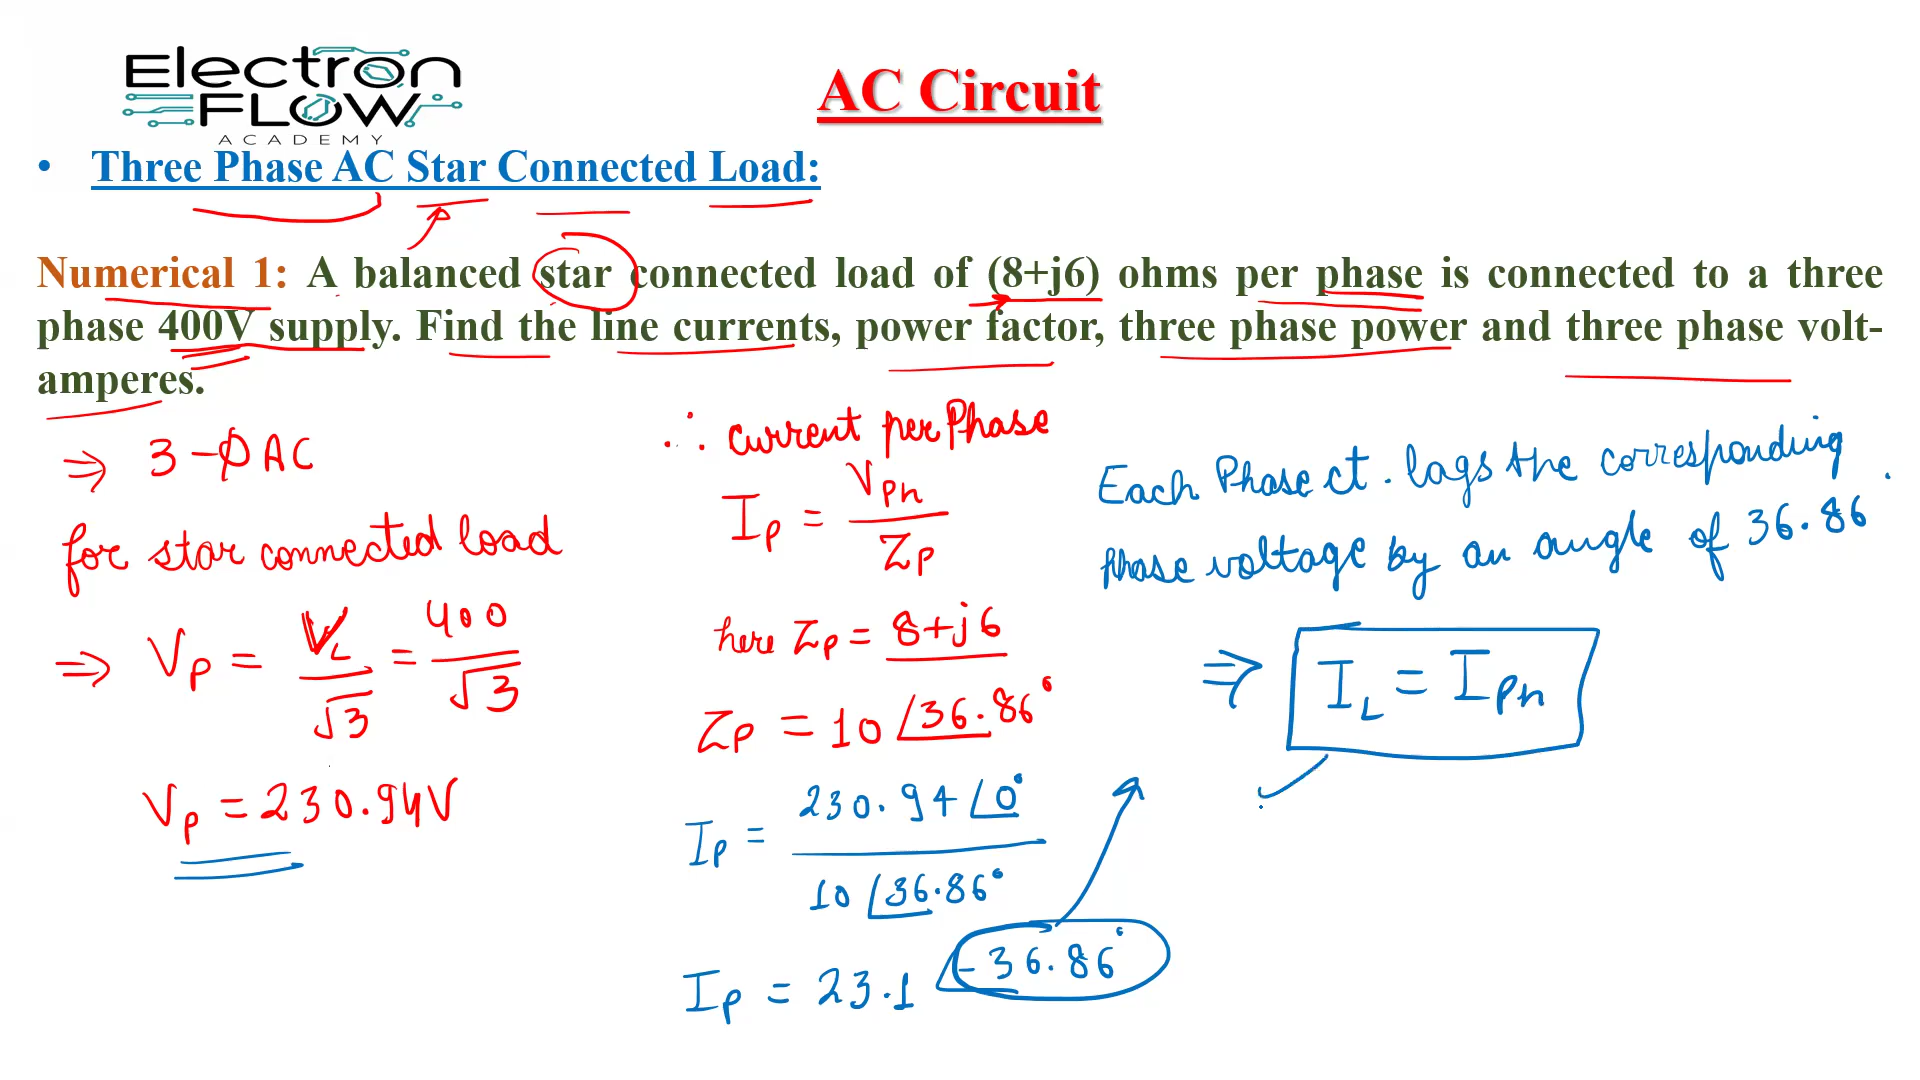 Electron
FLOW
ACADEMY
AC Circuit
• Three Phase AC Star Connected Load:
Numerical 1: A balanced star connected load of (8+j6) ohms per phase is connected to a three
phase 400V supply. Find the line currents, power factor, three phase power and three phase volt-
amperes.
⇒ 3-ϕ AC
for star connected load
⇒ Vp = VL/√3 = 400/√3
Vp = 230.94V
∴ current per Phase
Ip = Vph/Zp
here Zp = 8+j6
Zp = 10 ∠36.86°
Ip = 230.94 ∠0° / 10 ∠36.86°
Ip = 23.1 ∠-36.86°
Each Phase ct. lags the corresponding
phase voltage by an angle of 36.86°
⇒ IL = Iph